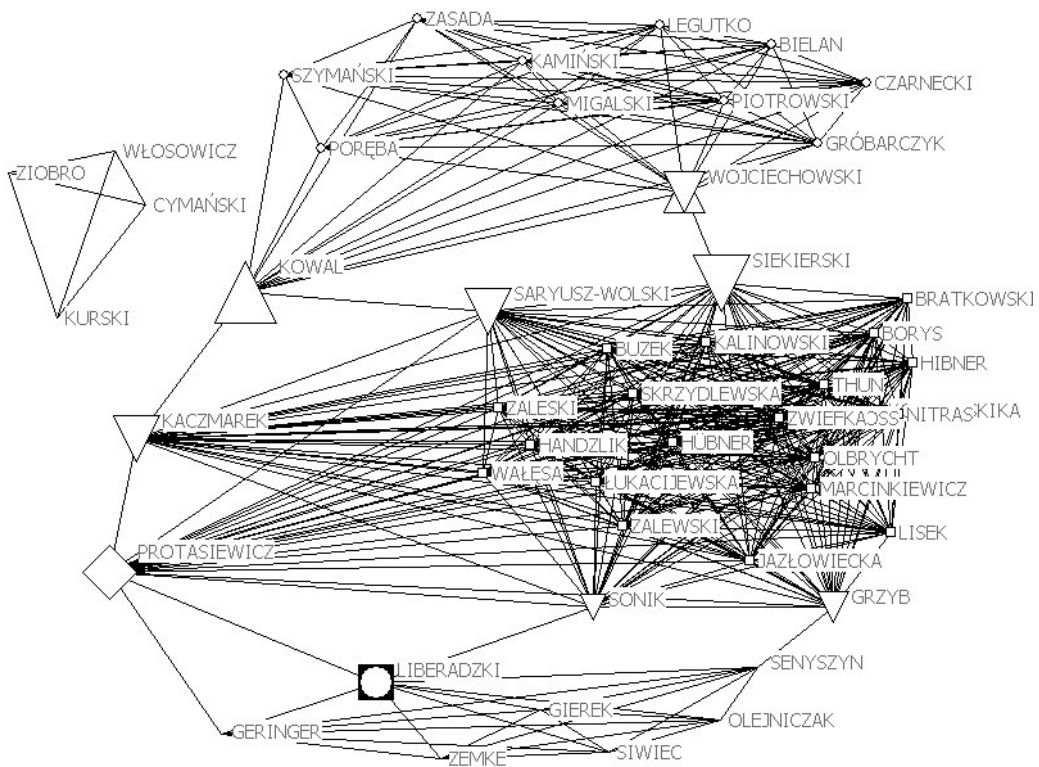 ZASADA
LEGUTKO
BIELAN
KAMIŃSKI
SZYMAŃSKI
CZARNECKI
MIGALSKI
PIOTROWSKI
GRÓBARCZYK
PORĘBA
WŁOSOWICZ
ZIOBRO
WOJCIECHOWSKI
CYMAŃSKI
SIEKIERSKI
KOWAL
SARYUSZ-WOLSKI
BRATKOWSKI
KURSKI
BORYS
KALINOWSKI
BUZEK
HIBNER
THUN
SKRZYDLEWSKA
ZALESKI
KACZMAREK
NITRAS
HANDZLIK
HÜBNER
OLBRYCHT
WAŁĘSA
ŁUKACIJEWSKA
MARCINKIEWICZ
ZALEWSKI
LISEK
PROTASIEWICZ
JAZŁOWIECKA
SONIK
GRZYB
SENYSZYN
LIBERADZKI
GIEREK
OLEJNICZAK
GERINGER
SIWIEC
ZEMKE